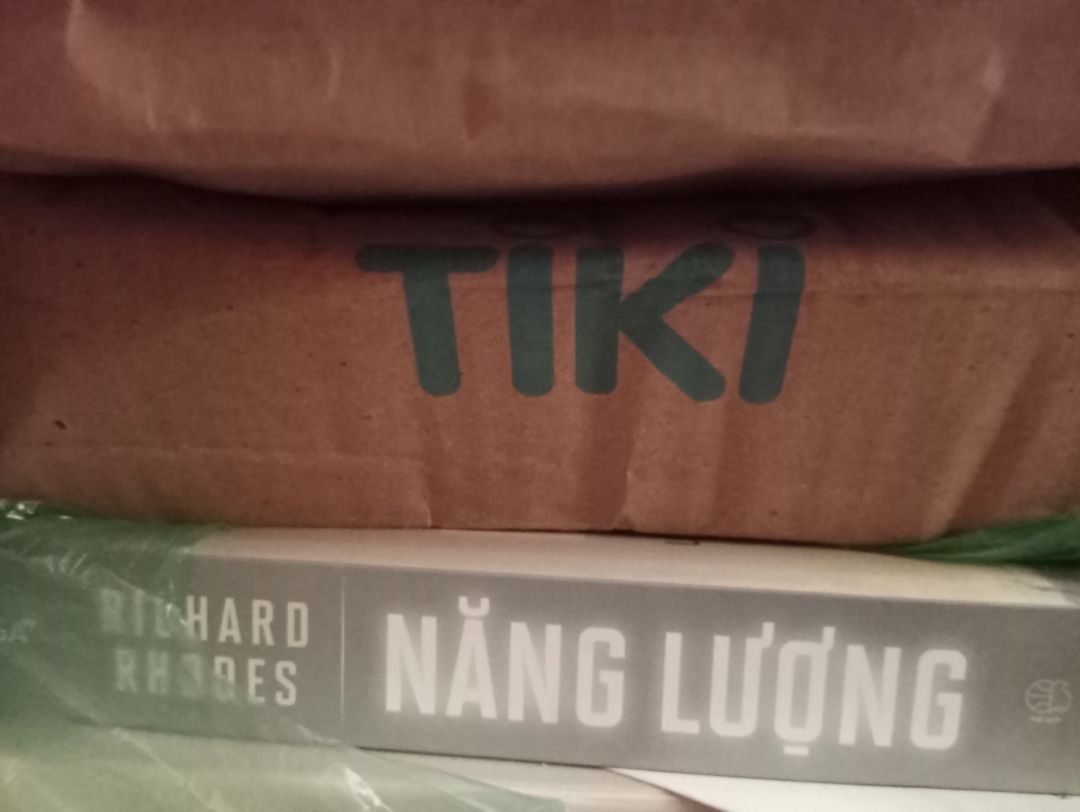 TiKi
RICHARD
RHODES
NĂNG LƯỢNG